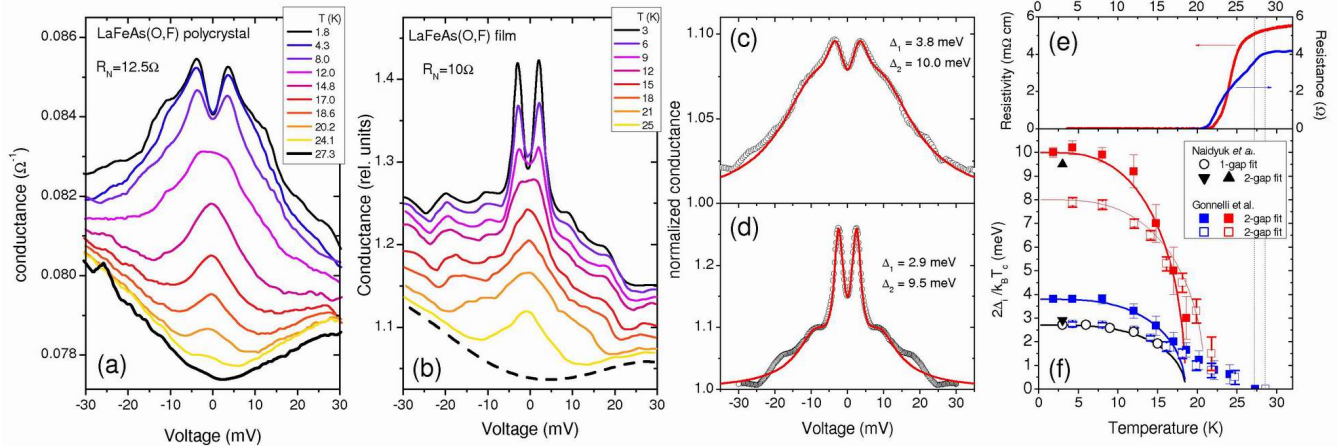 LaFeAs(O,F) polycrystal
R_N=12.5Ω
T (K)
1.8
4.3
8.0
12.0
14.8
17.0
18.6
20.2
24.1
27.3
0.086
0.084
0.082
0.080
0.078
conductance (Ω⁻¹)
(a)
-30 -20 -10 0 10 20 30
Voltage (mV)
LaFeAs(O,F) film
R_N=10Ω
T (K)
3
6
9
12
15
18
21
25
1.4
1.3
1.2
1.1
Conductance (rel. units)
(b)
-30 -20 -10 0 10 20 30
Voltage (mV)
(c)
Δ₁ = 3.8 meV
Δ₂ = 10.0 meV
1.10
1.05
1.00
normalized conductance
(d)
Δ₁ = 2.9 meV
Δ₂ = 9.5 meV
1.2
1.1
1.0
-30 -20 -10 0 10 20 30
Voltage (mV)
(e)
6
4
2
0
Resistivity (mΩ cm)
6
4
2
0
Resistance (Ω)
Naidyuk et al.
1-gap fit
2-gap fit
Gonnelli et al.
2-gap fit
2-gap fit
10
9
8
7
6
5
4
3
2
1
0
2Δᵢ/k_BT_c (meV)
(f)
0 5 10 15 20 25 30
Temperature (K)